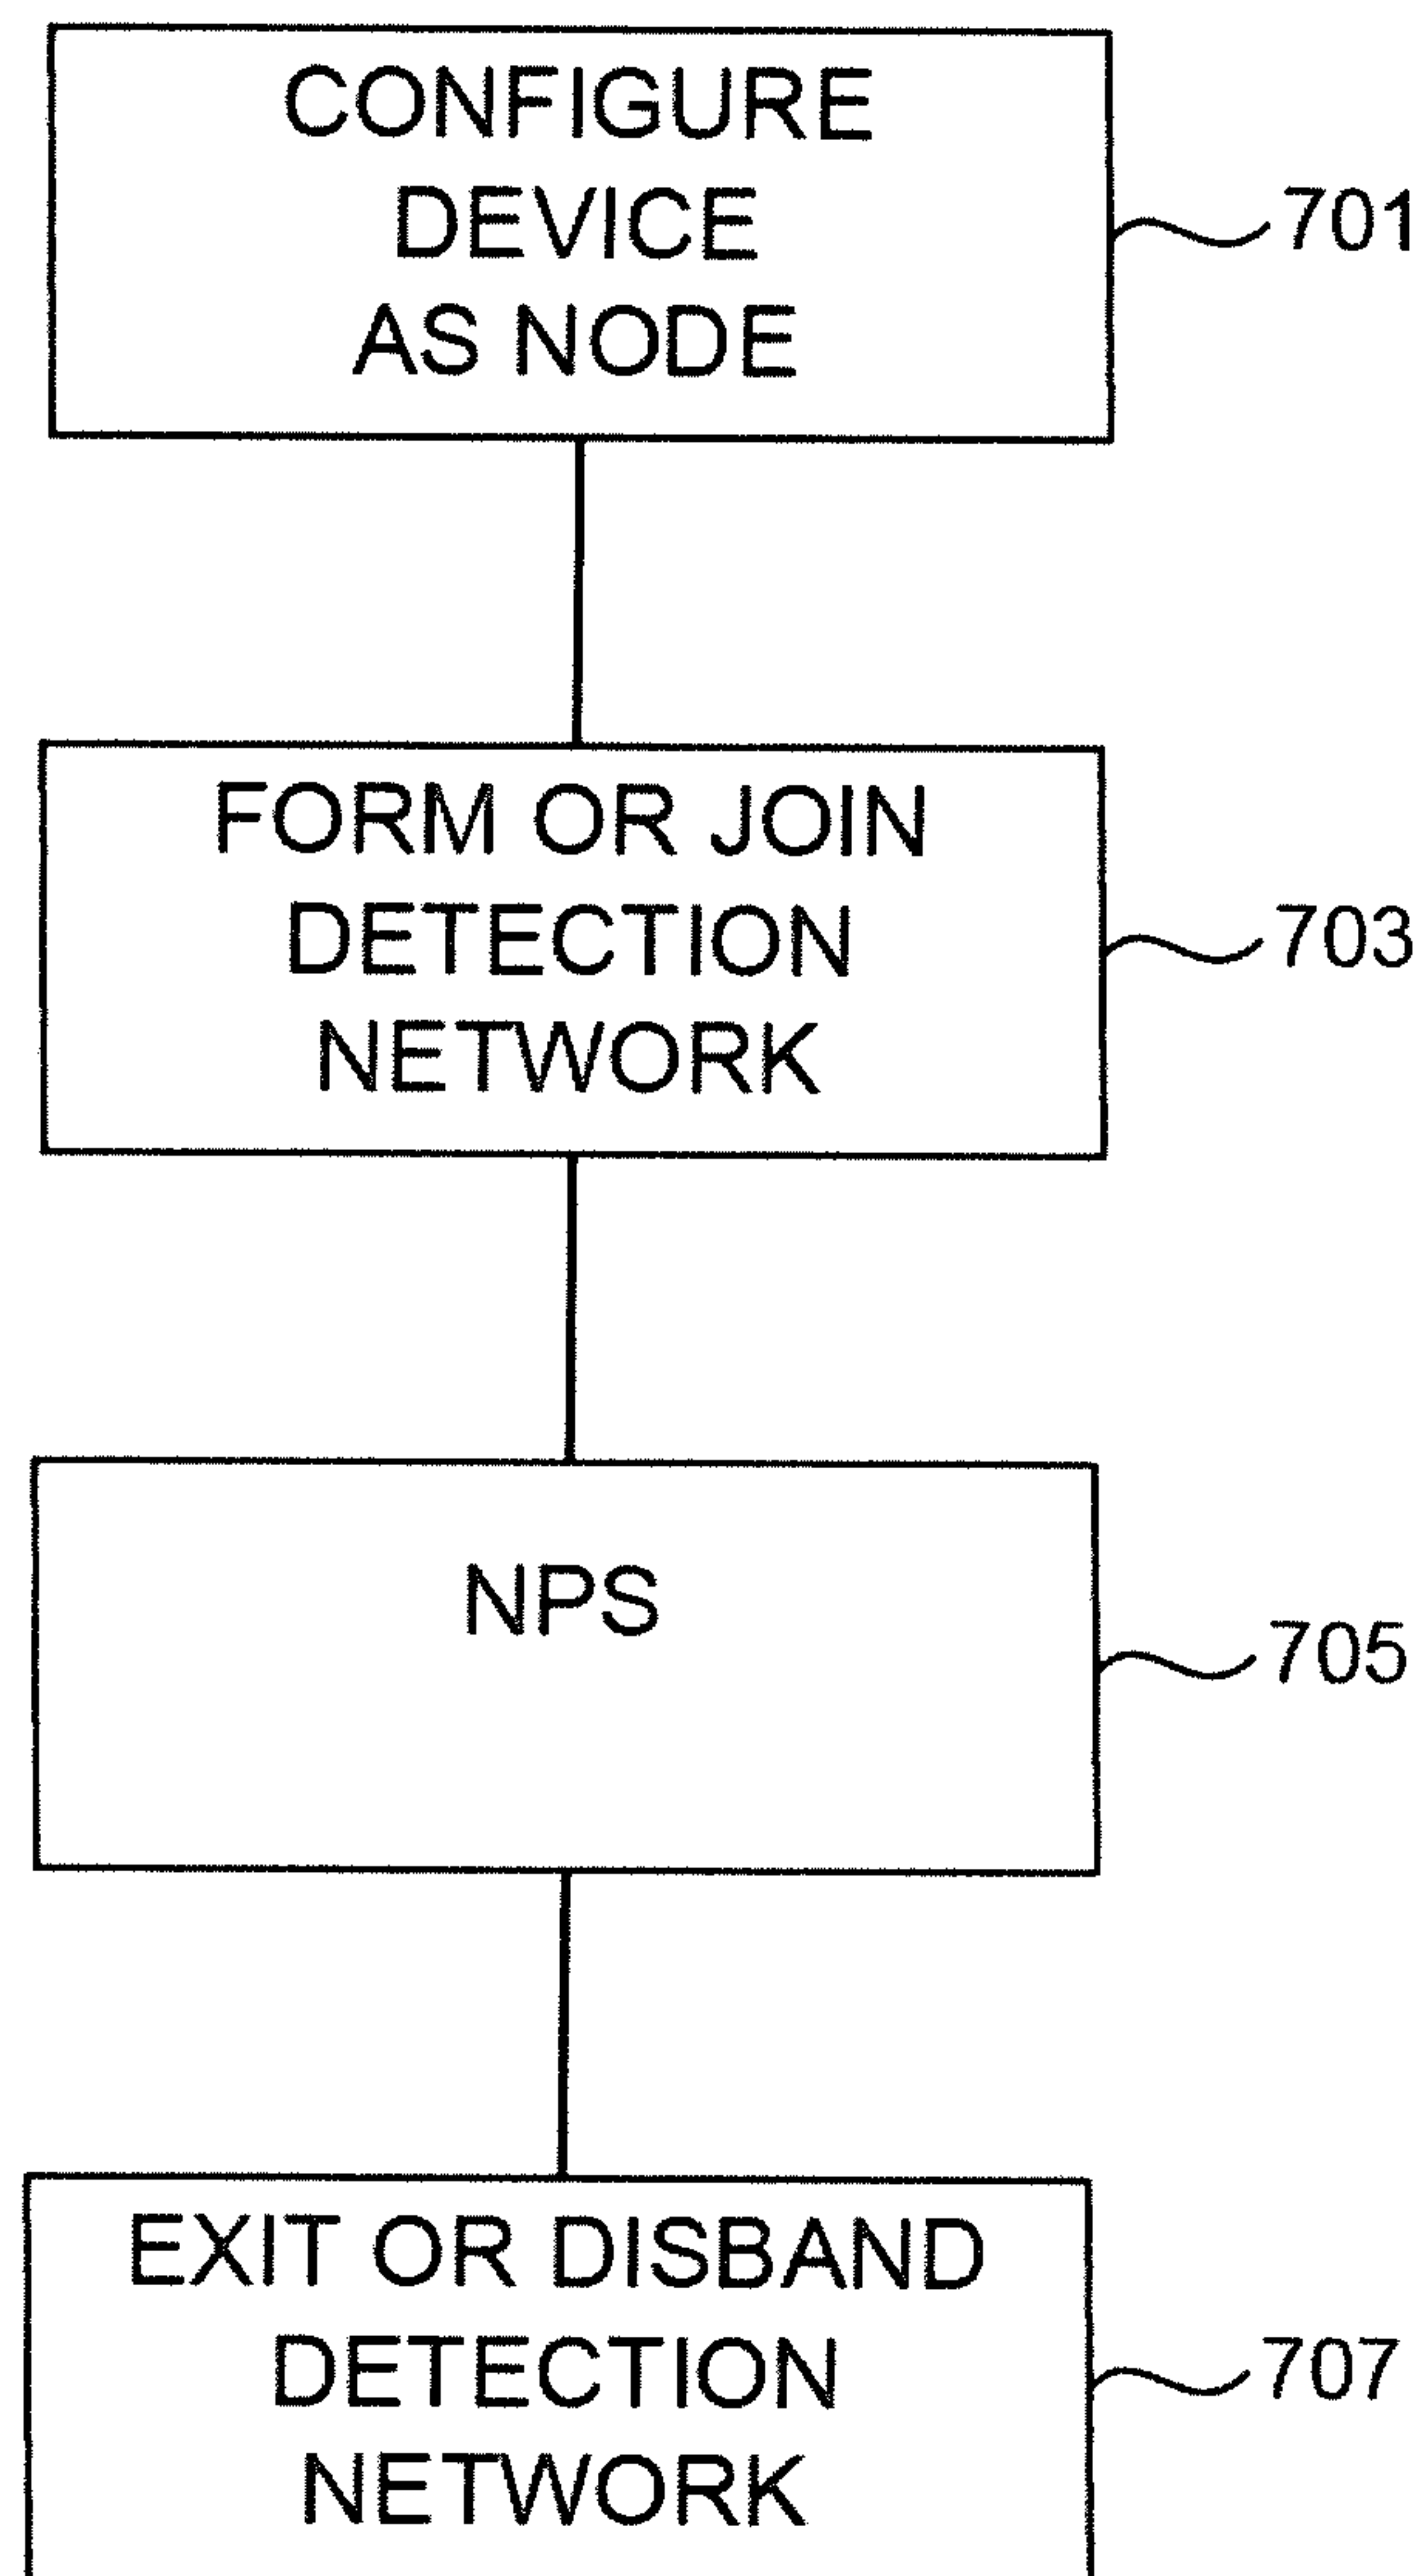 CONFIGURE
DEVICE
AS NODE
701
FORM OR JOIN
DETECTION
NETWORK
703
NPS
705
EXIT OR DISBAND
DETECTION
NETWORK
707